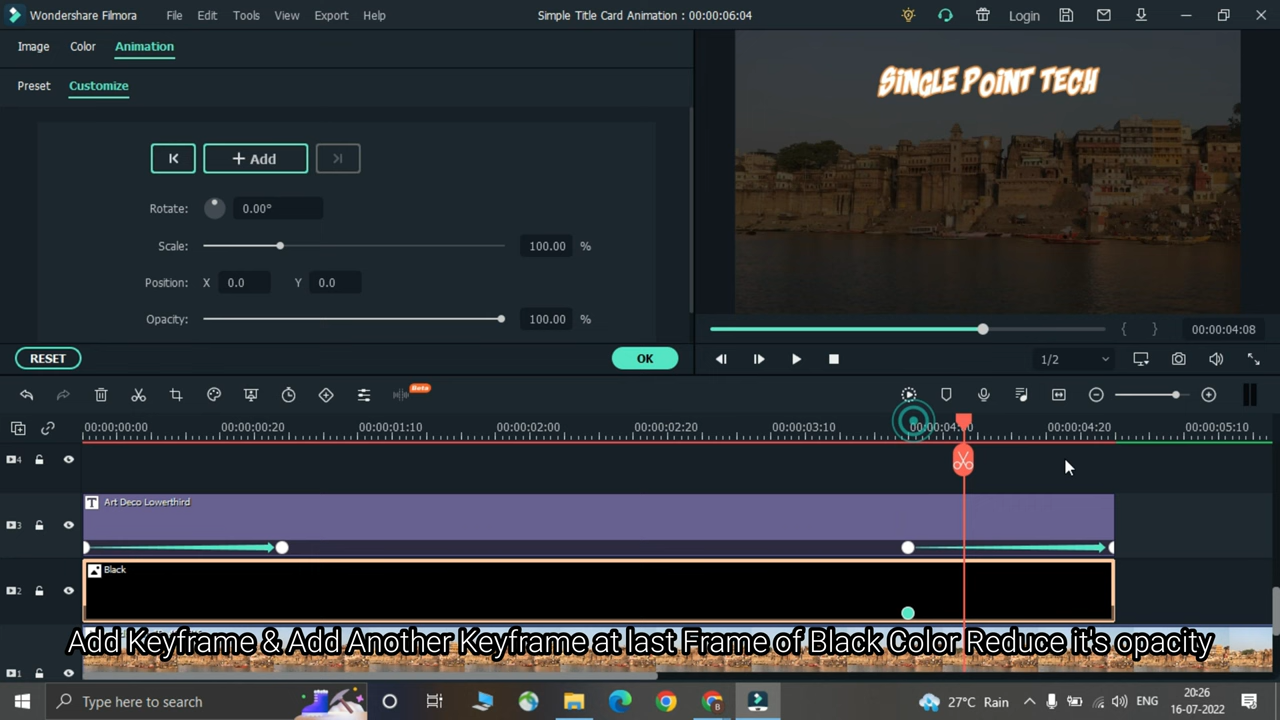 Wondershare Filmora
File
Edit
Tools
View
Export
Help
Simple Title Card Animation : 00:00:06:04
Login
Image
Color
Animation
Preset
Customize
SINGLE POINT TECH
+ Add
Rotate:
0.00°
Scale:
100.00
%
Position:
X
0.0
Y
0.0
Opacity:
100.00
%
00:00:04:08
RESET
OK
1/2
Beta
00:00:00:00
00:00:00:20
00:00:01:10
00:00:02:00
00:00:02:20
00:00:03:10
00:00:04:20
00:00:05:10
4
Art Deco Lowerthird
3
Black
2
Add Keyframe & Add Another Keyframe at last Frame of Black Color Reduce it's opacity
1
Type here to search
27°C Rain
ENG
20:26
16-07-2022